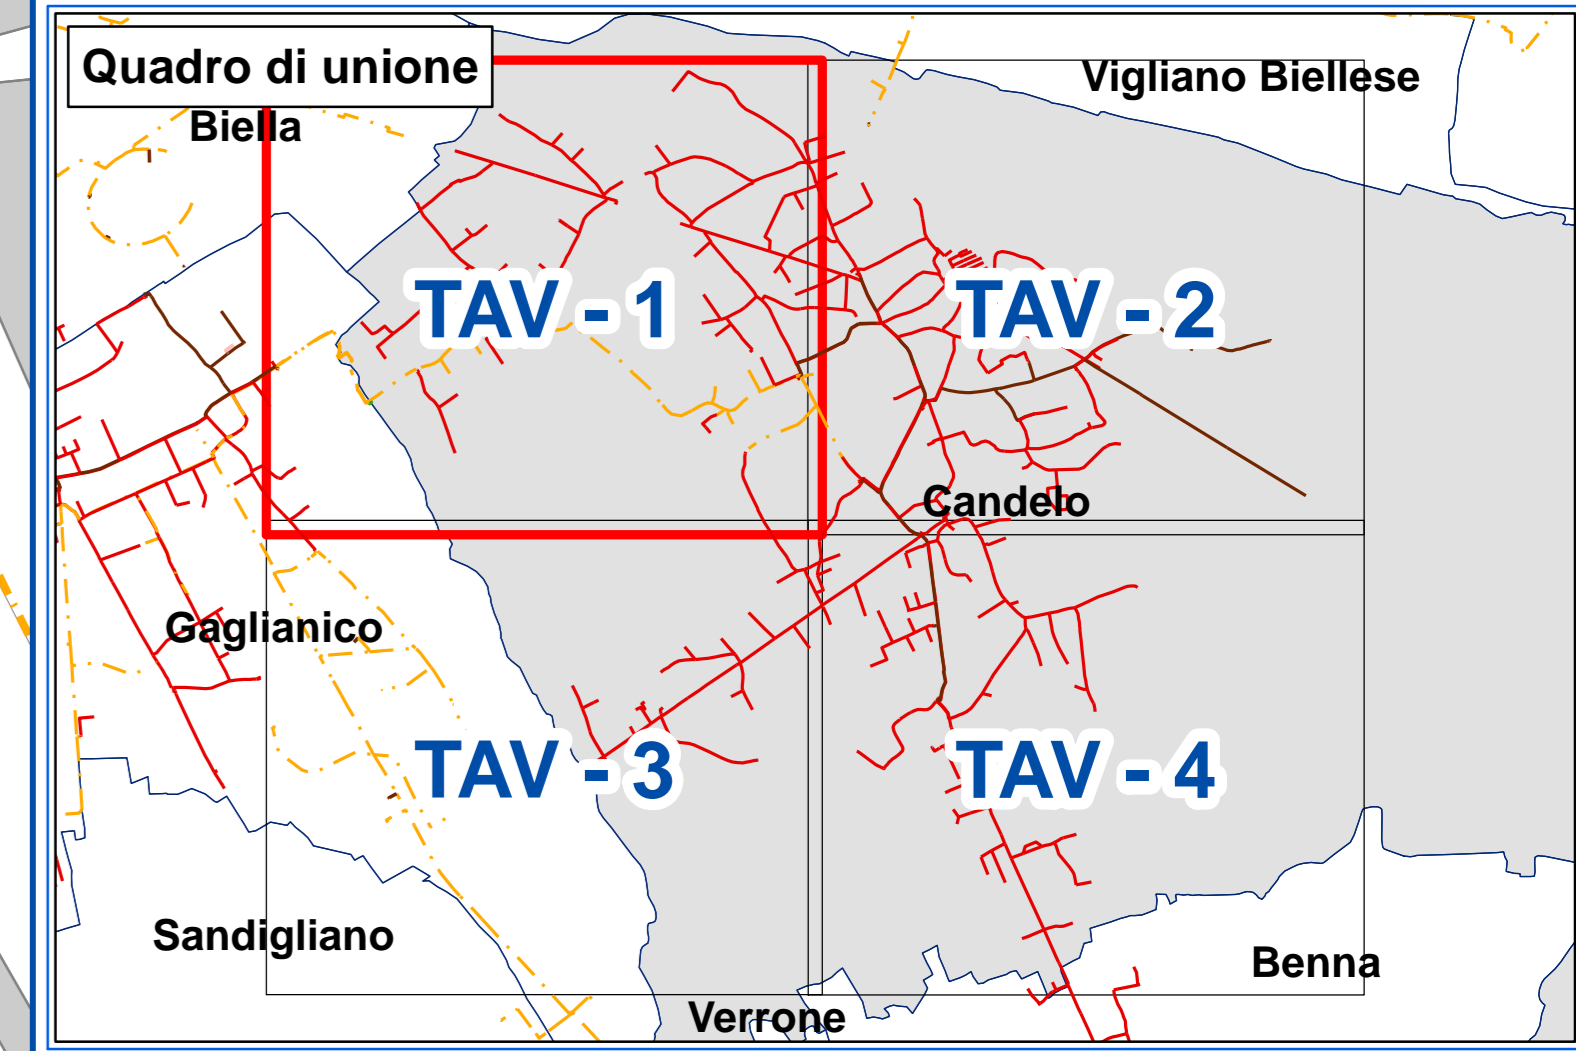 Quadro di unione
Vigliano Biellese
Biella
TAV - 1
TAV - 2
Candelo
Gaglianico
TAV - 3
TAV - 4
Sandigliano
Benna
Verrone